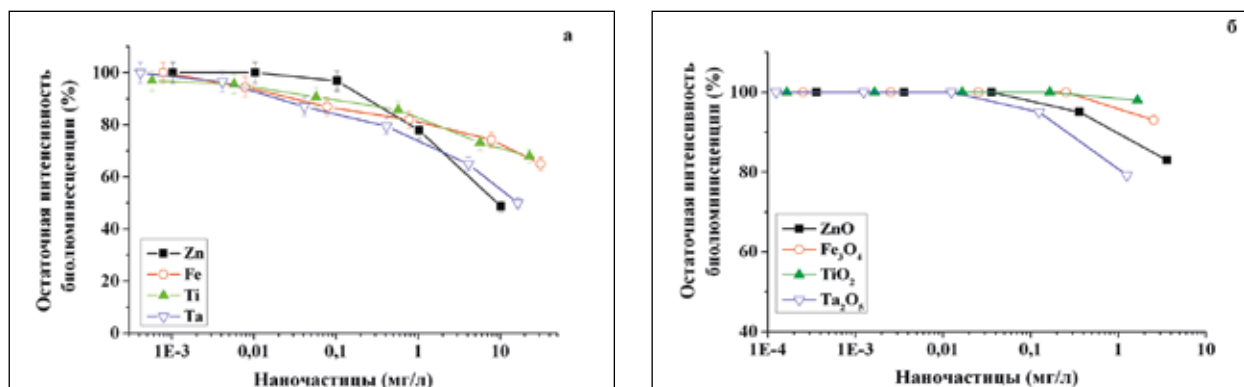 а
Остаточная интенсивность
биолюминесценции (%)
100
80
60
40
20
0
Zn
Fe
Ti
Ta
1E-3
0,01
0,1
1
10
Наночастицы (мг/л)
б
Остаточная интенсивность
биолюминисценции (%)
100
80
60
40
ZnO
Fe₃O₄
TiO₂
Ta₂O₅
1E-4
1E-3
0,01
0,1
1
10
Наночастицы (мг/л)